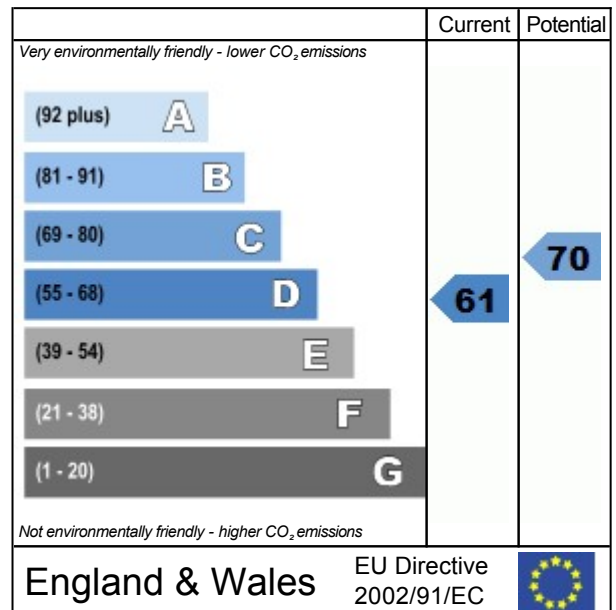 Current Potential
Very environmentally friendly - lower CO₂ emissions
(92 plus) A
(81 - 91) B
(69 - 80) C
(55 - 68) D
(39 - 54) E
(21 - 38) F
(1 - 20) G
61
70
Not environmentally friendly - higher CO₂ emissions
England & Wales
EU Directive
2002/91/EC